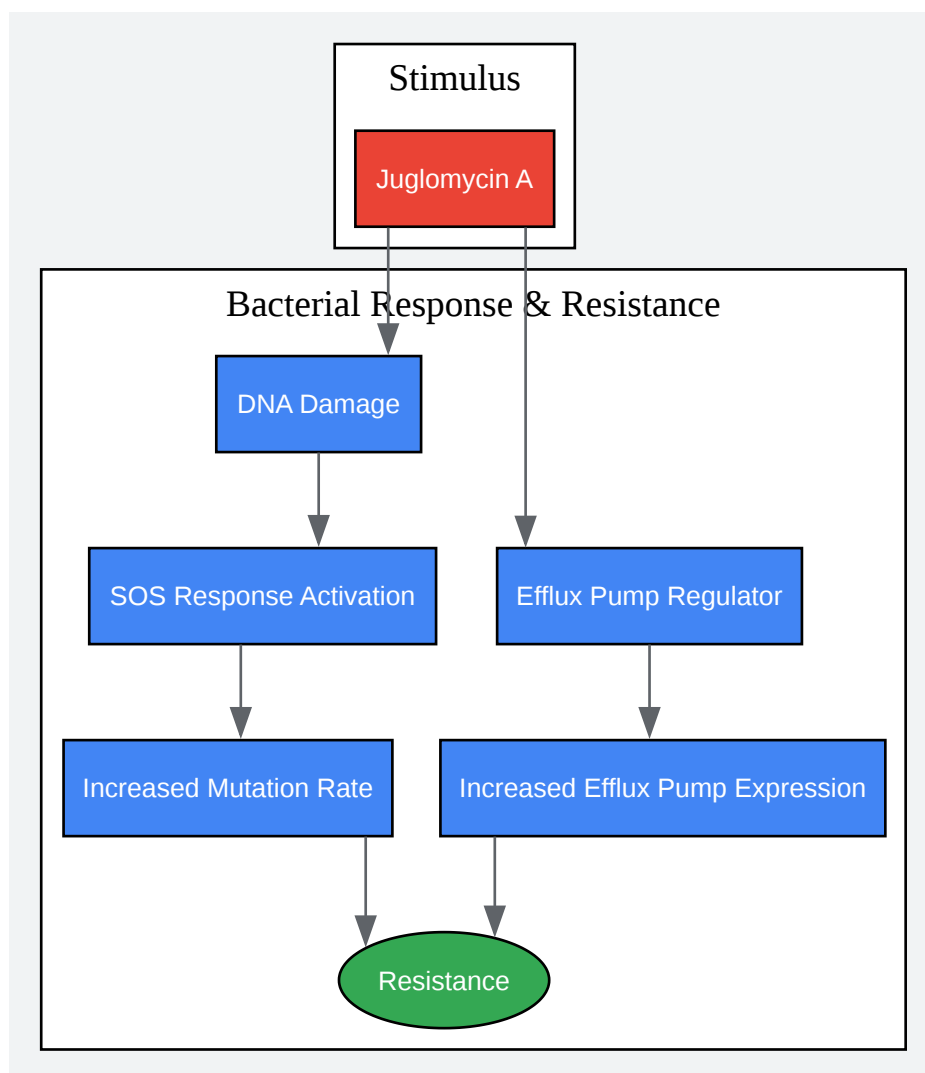 Stimulus
Juglomycin A
Bacterial Response & Resistance
DNA Damage
SOS Response Activation
Efflux Pump Regulator
Increased Mutation Rate
Increased Efflux Pump Expression
Resistance